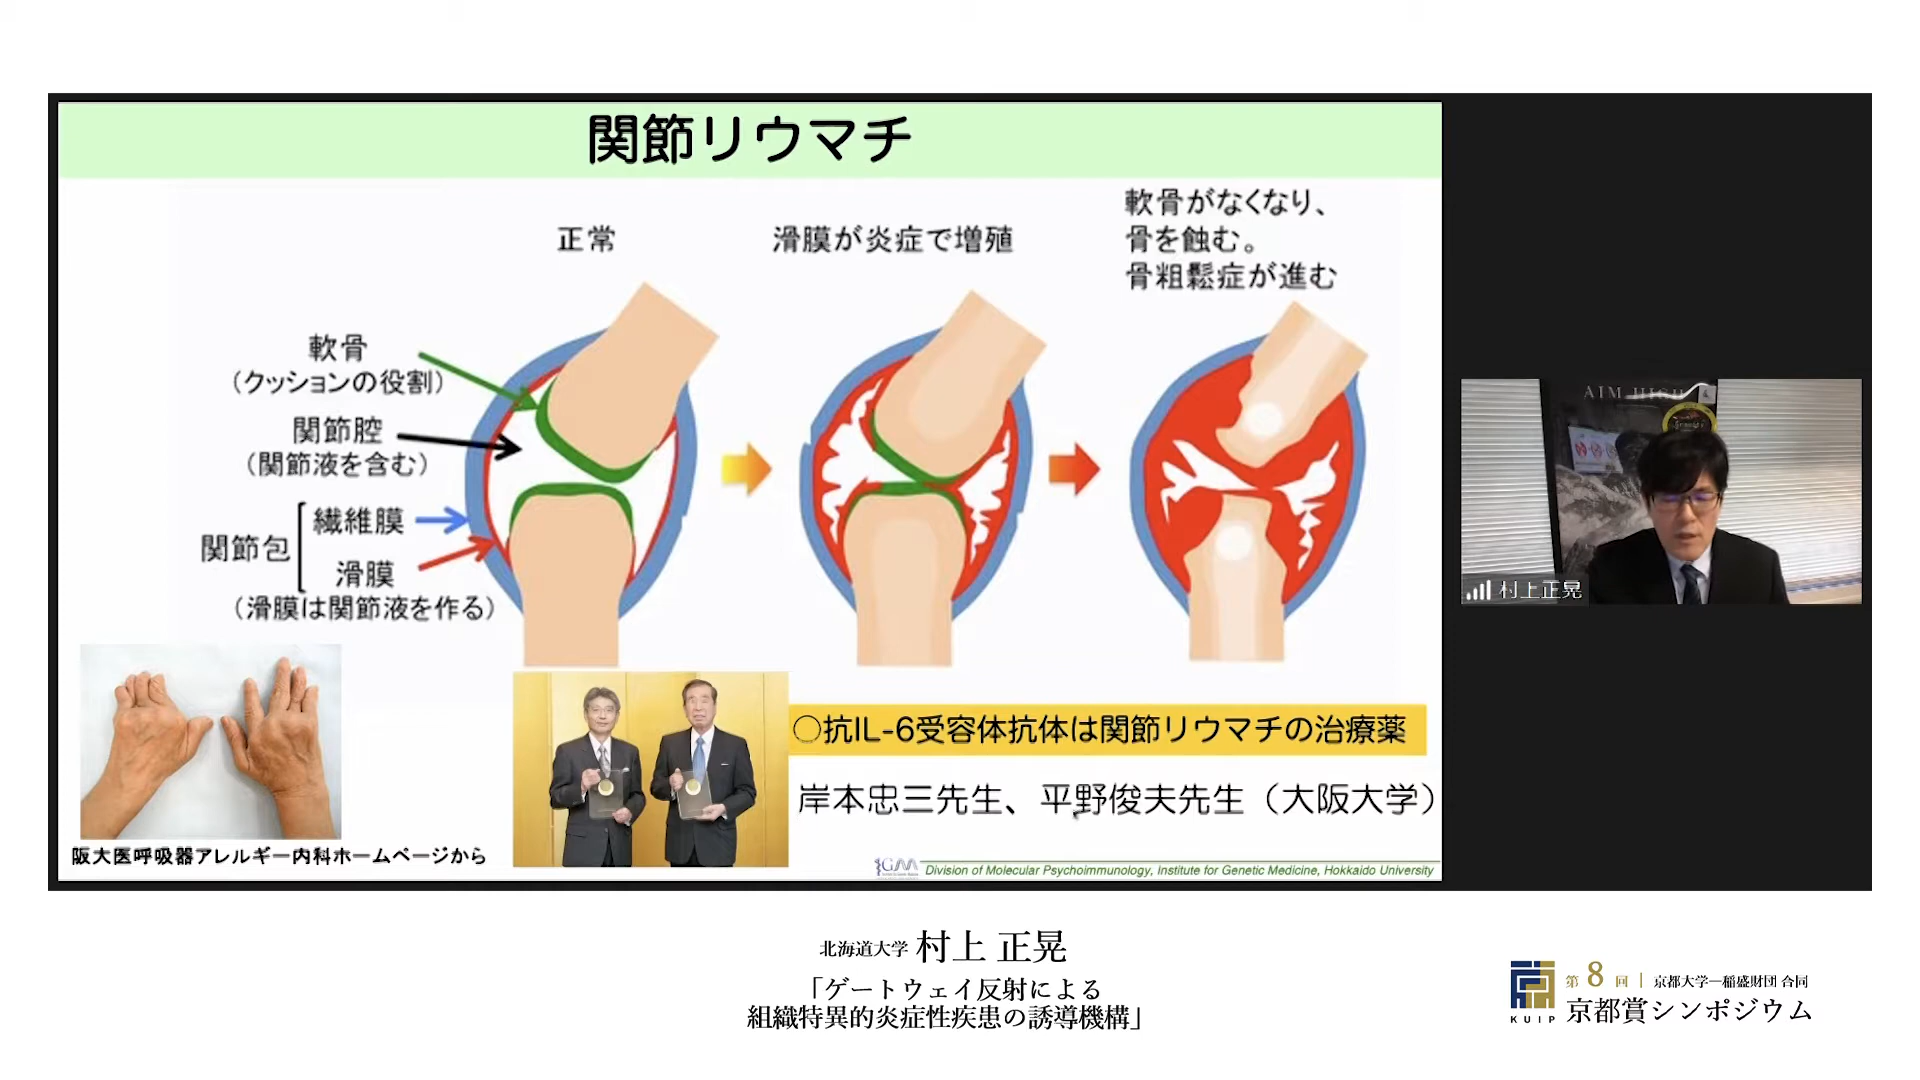 関節リウマチ
正常
滑膜が炎症で増殖
軟骨がなくなり、
骨を蝕む。
骨粗鬆症が進む
軟骨
(クッションの役割)
関節腔
(関節液を含む)
関節包
繊維膜
滑膜
(滑膜は関節液を作る)
阪大医呼吸器アレルギー内科ホームページから
○抗IL-6受容体抗体は関節リウマチの治療薬
岸本忠三先生、平野俊夫先生(大阪大学)
IGM
Division of Molecular Psychoimmunology, Institute for Genetic Medicine, Hokkaido University
AIM HIGH
村上正晃
北海道大学 村上 正晃
「ゲートウェイ反射による
組織特異的炎症性疾患の誘導機構」
KUIP
第8回 | 京都大学―稲盛財団 合同
京都賞シンポジウム